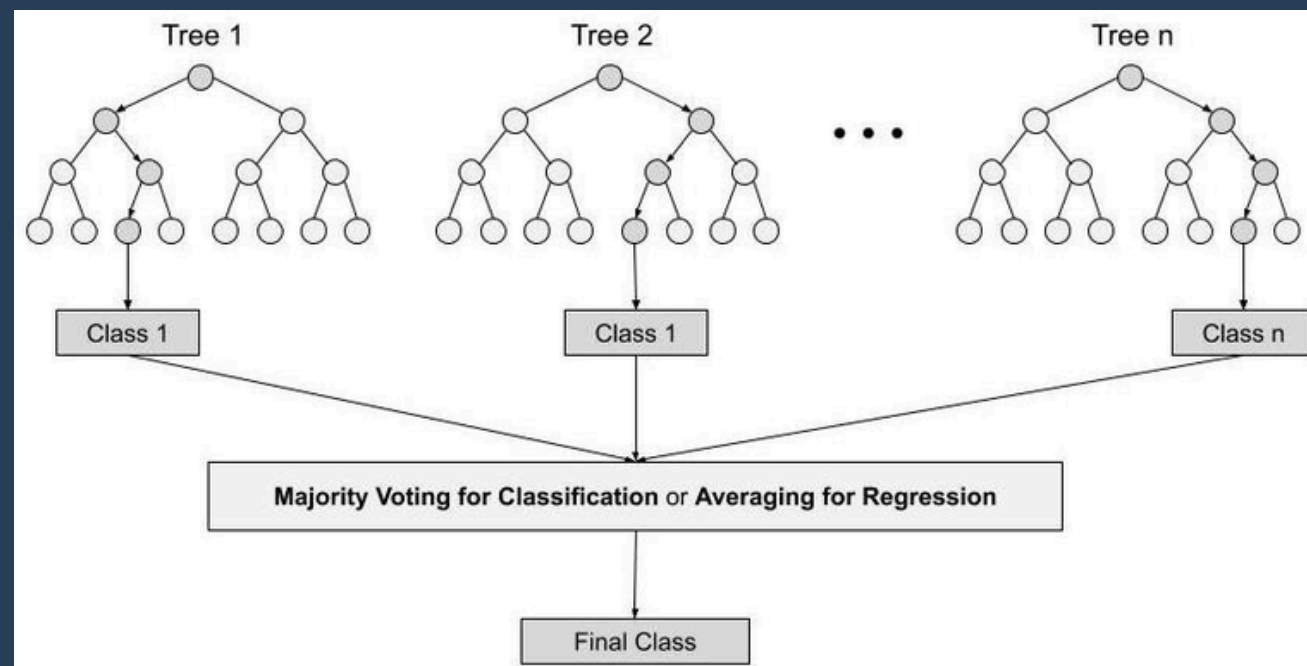 Tree 1
Tree 2
Tree n
Class 1
Class 1
Class n
Majority Voting for Classification or Averaging for Regression
Final Class